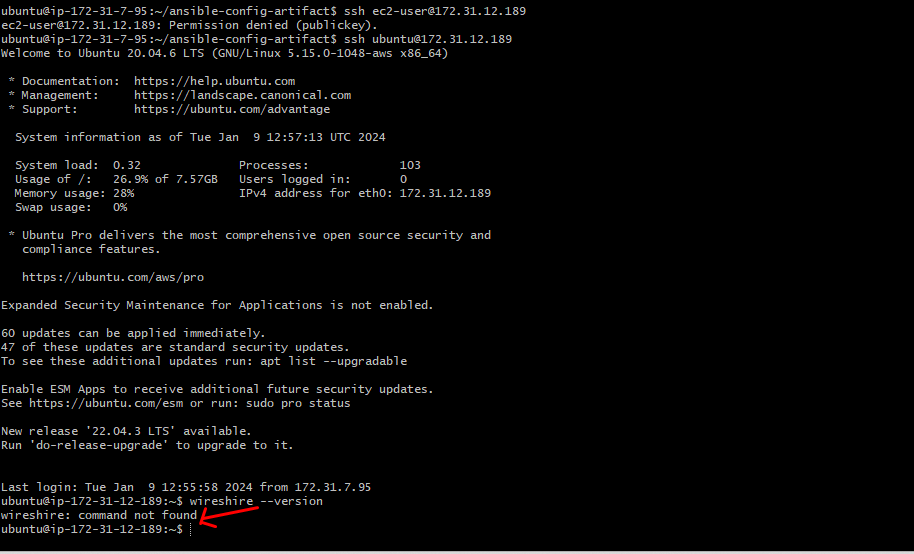 ubuntu@ip-172-31-7-95:~/ansible-config-artifact$ ssh ec2-user@172.31.12.189
ec2-user@172.31.12.189: Permission denied (publickey).
ubuntu@ip-172-31-7-95:~/ansible-config-artifact$ ssh ubuntu@172.31.12.189
Welcome to Ubuntu 20.04.6 LTS (GNU/Linux 5.15.0-1048-aws x86_64)

 * Documentation:  https://help.ubuntu.com
 * Management:     https://landscape.canonical.com
 * Support:        https://ubuntu.com/advantage

  System information as of Tue Jan  9 12:57:13 UTC 2024

  System load:  0.32              Processes:             103
  Usage of /:   26.9% of 7.57GB   Users logged in:       0
  Memory usage: 28%               IPv4 address for eth0: 172.31.12.189
  Swap usage:   0%

 * Ubuntu Pro delivers the most comprehensive open source security and
   compliance features.

   https://ubuntu.com/aws/pro

Expanded Security Maintenance for Applications is not enabled.

60 updates can be applied immediately.
47 of these updates are standard security updates.
To see these additional updates run: apt list --upgradable

Enable ESM Apps to receive additional future security updates.
See https://ubuntu.com/esm or run: sudo pro status

New release '22.04.3 LTS' available.
Run 'do-release-upgrade' to upgrade to it.


Last login: Tue Jan  9 12:55:58 2024 from 172.31.7.95
ubuntu@ip-172-31-12-189:~$ wireshire --version
wireshire: command not found
ubuntu@ip-172-31-12-189:~$